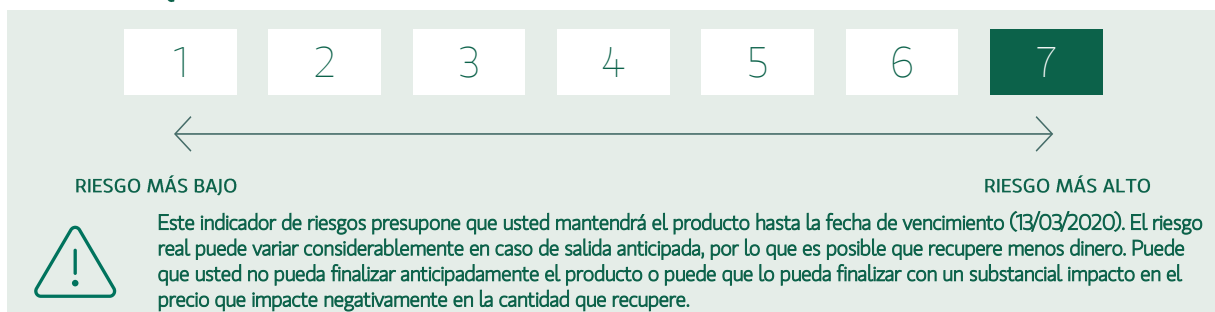 1 2 3 4 5 6 7
RIESGO MÁS BAJO RIESGO MÁS ALTO
Este indicador de riesgos presupone que usted mantendrá el producto hasta la fecha de vencimiento (13/03/2020). El riesgo
real puede variar considerablemente en caso de salida anticipada, por lo que es posible que recupere menos dinero. Puede
que usted no pueda finalizar anticipadamente el producto o puede que lo pueda finalizar con un substancial impacto en el
precio que impacte negativamente en la cantidad que recupere.